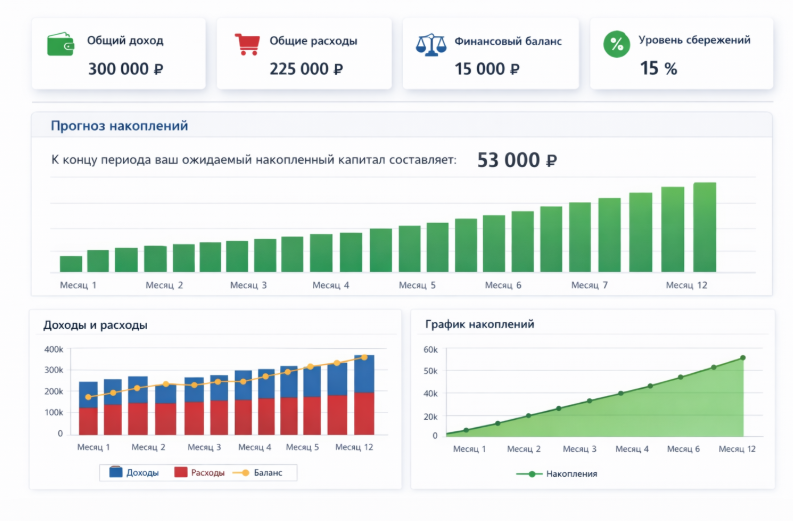 Общий доход
300 000 ₽
Общие расходы
225 000 ₽
Финансовый баланс
15 000 ₽
%
Уровень сбережений
15 %
Прогноз накоплений
К концу периода ваш ожидаемый накопленный капитал составляет: 53 000 ₽
Месяц 1 Месяц 2 Месяц 3 Месяц 4 Месяц 5 Месяц 6 Месяц 7 Месяц 12
Доходы и расходы
400k
300k
200k
100k
0
Месяц 1 Месяц 2 Месяц 3 Месяц 4 Месяц 5 Месяц 12
Доходы Расходы Баланс
График накоплений
60k
50k
40k
20k
0
Месяц 1 Месяц 2 Месяц 3 Месяц 4 Месяц 6 Месяц 12
Накопления